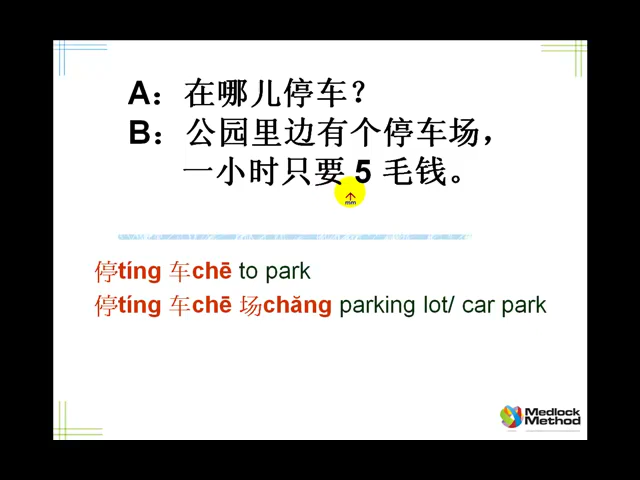 A：在哪儿停车？
B：公园里边有个停车场，
一小时只要 5 毛钱。
停tíng 车chē to park
停tíng 车chē 场chǎng parking lot/ car park
Medlock
Method